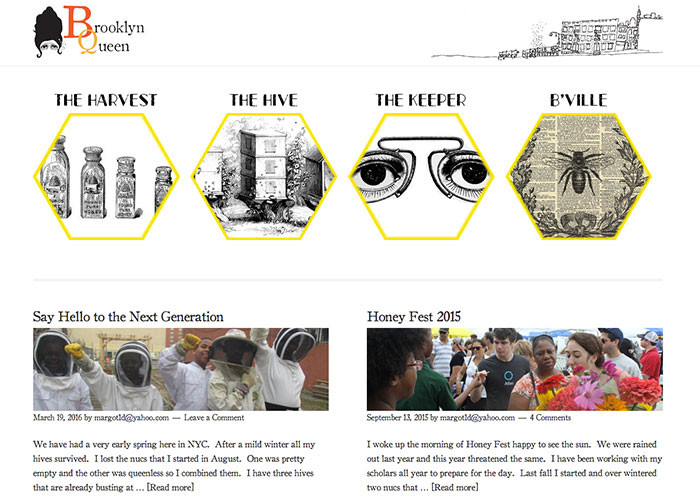 Brooklyn
Queen
THE HARVEST
THE HIVE
THE KEEPER
B'VILLE
Say Hello to the Next Generation
March 19, 2016 by margot1d@yahoo.com — Leave a Comment
We have had a very early spring here in NYC. After a mild winter all my
hives survived. I lost the nucs that I started in August. One was pretty
empty and the other was queenless so I combined them. I have three hives
that are already busting at … [Read more]
Honey Fest 2015
September 13, 2015 by margot1d@yahoo.com — 4 Comments
I woke up the morning of Honey Fest happy to see the sun. We were rained
out last year and this year threatened the same. I have been working with my
scholars all year to prepare for the day. Last fall I started and over wintered
two nucs that … [Read more]